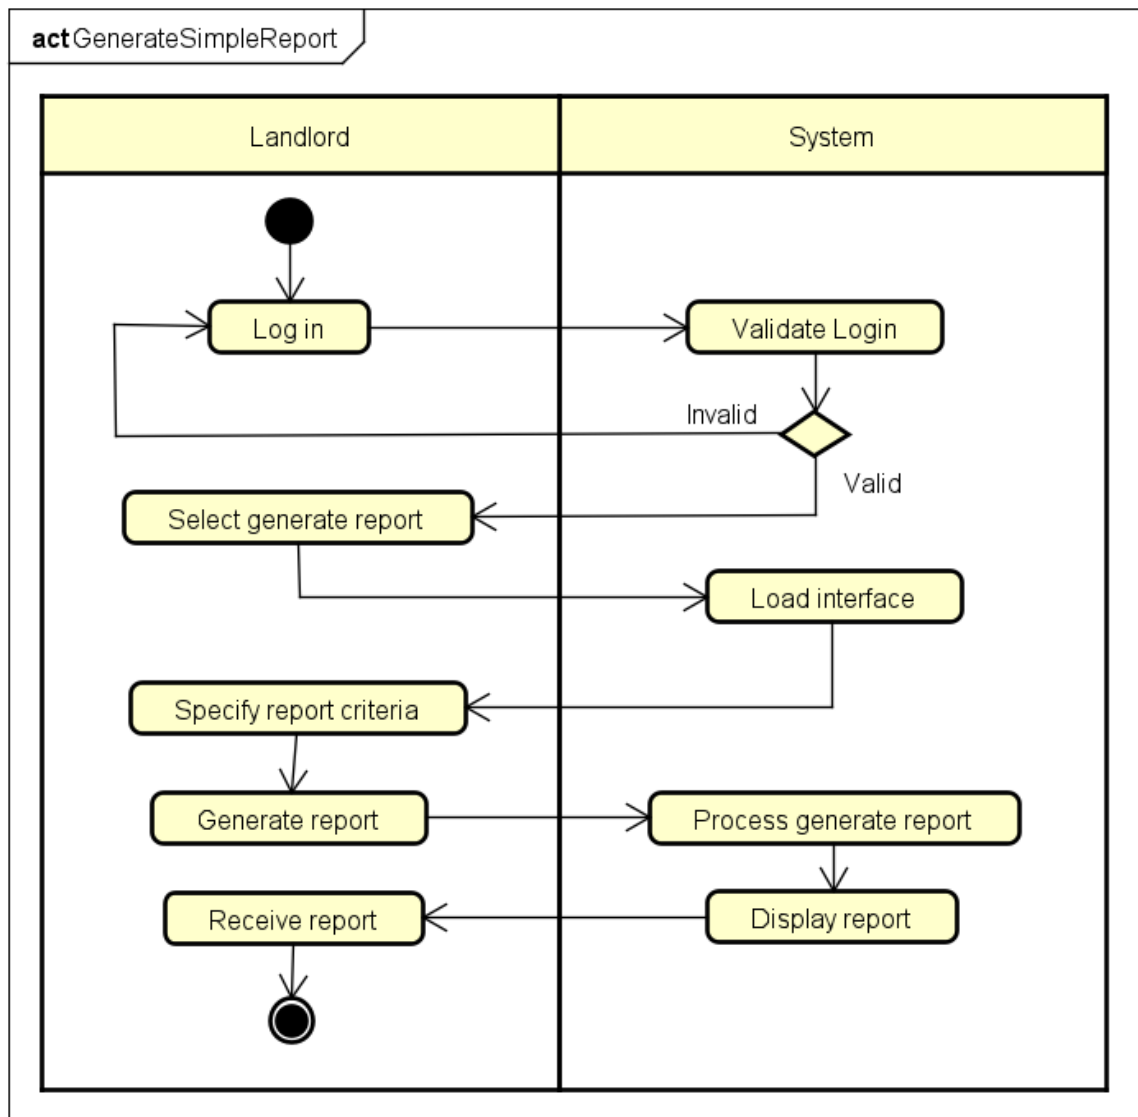 act GenerateSimpleReport
Landlord
System
Log in
Validate Login
Invalid
Valid
Select generate report
Load interface
Specify report criteria
Generate report
Process generate report
Receive report
Display report